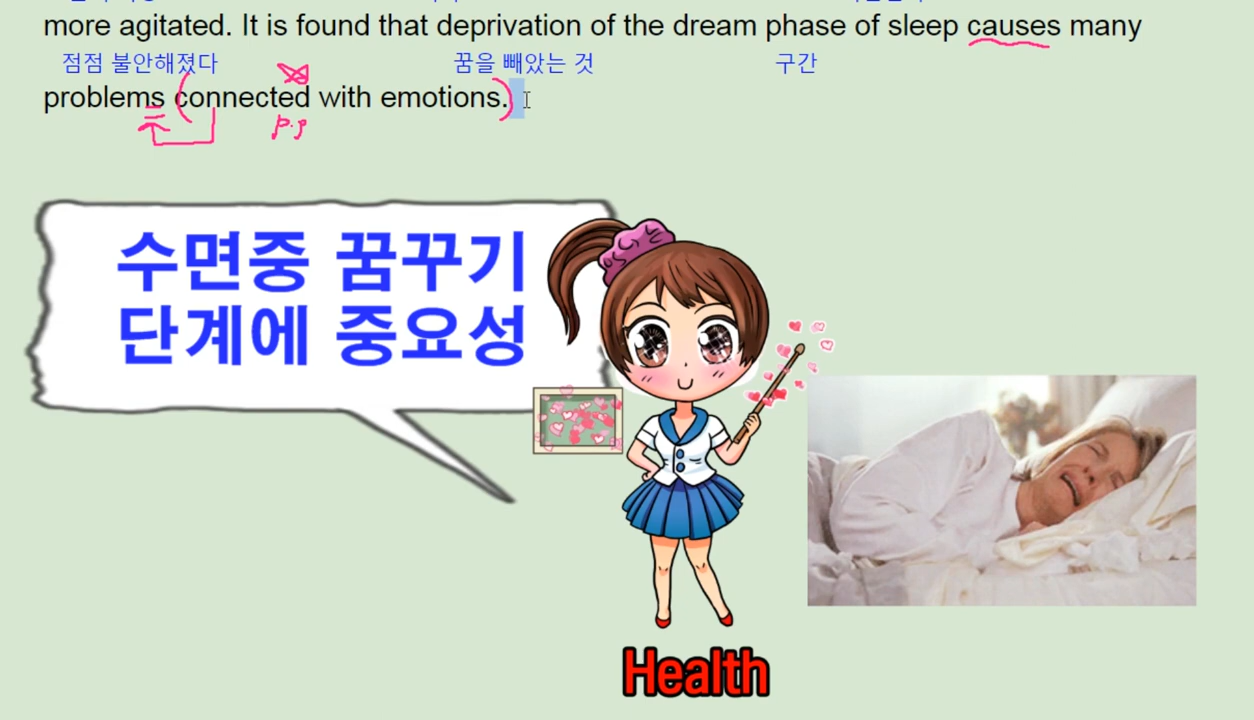 more agitated. It is found that deprivation of the dream phase of sleep causes many
점점 불안해졌다 꿈을 빼았는 것 구간
problems connected with emotions.
p.p
수면중 꿈꾸기
단계에 중요성
Health